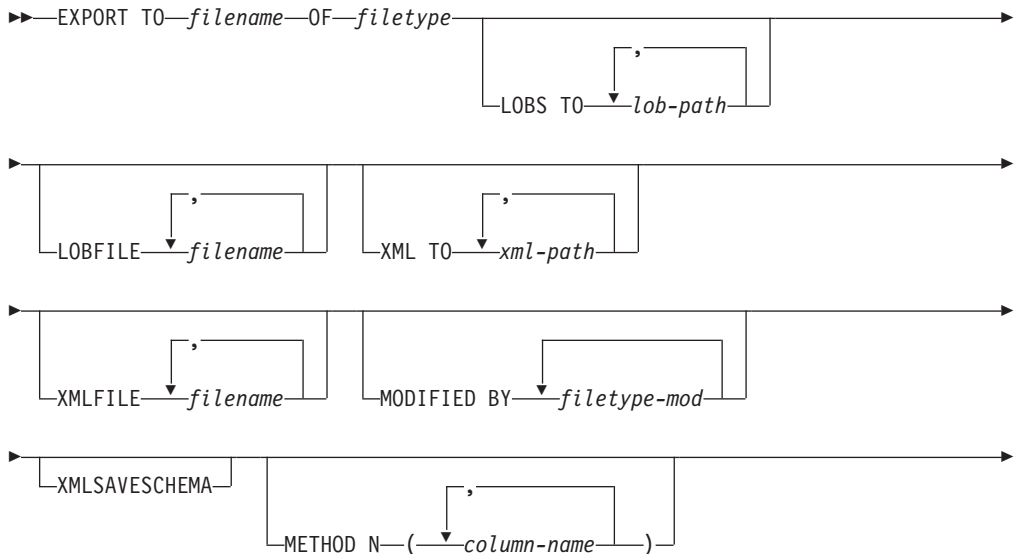 EXPORT TO filename OF filetype
,
LOBS TO lob-path
,
,
LOBFILE filename
XML TO xml-path
,
XMLFILE filename
MODIFIED BY filetype-mod
XMLSAVESCHEMA
,
METHOD N ( column-name )